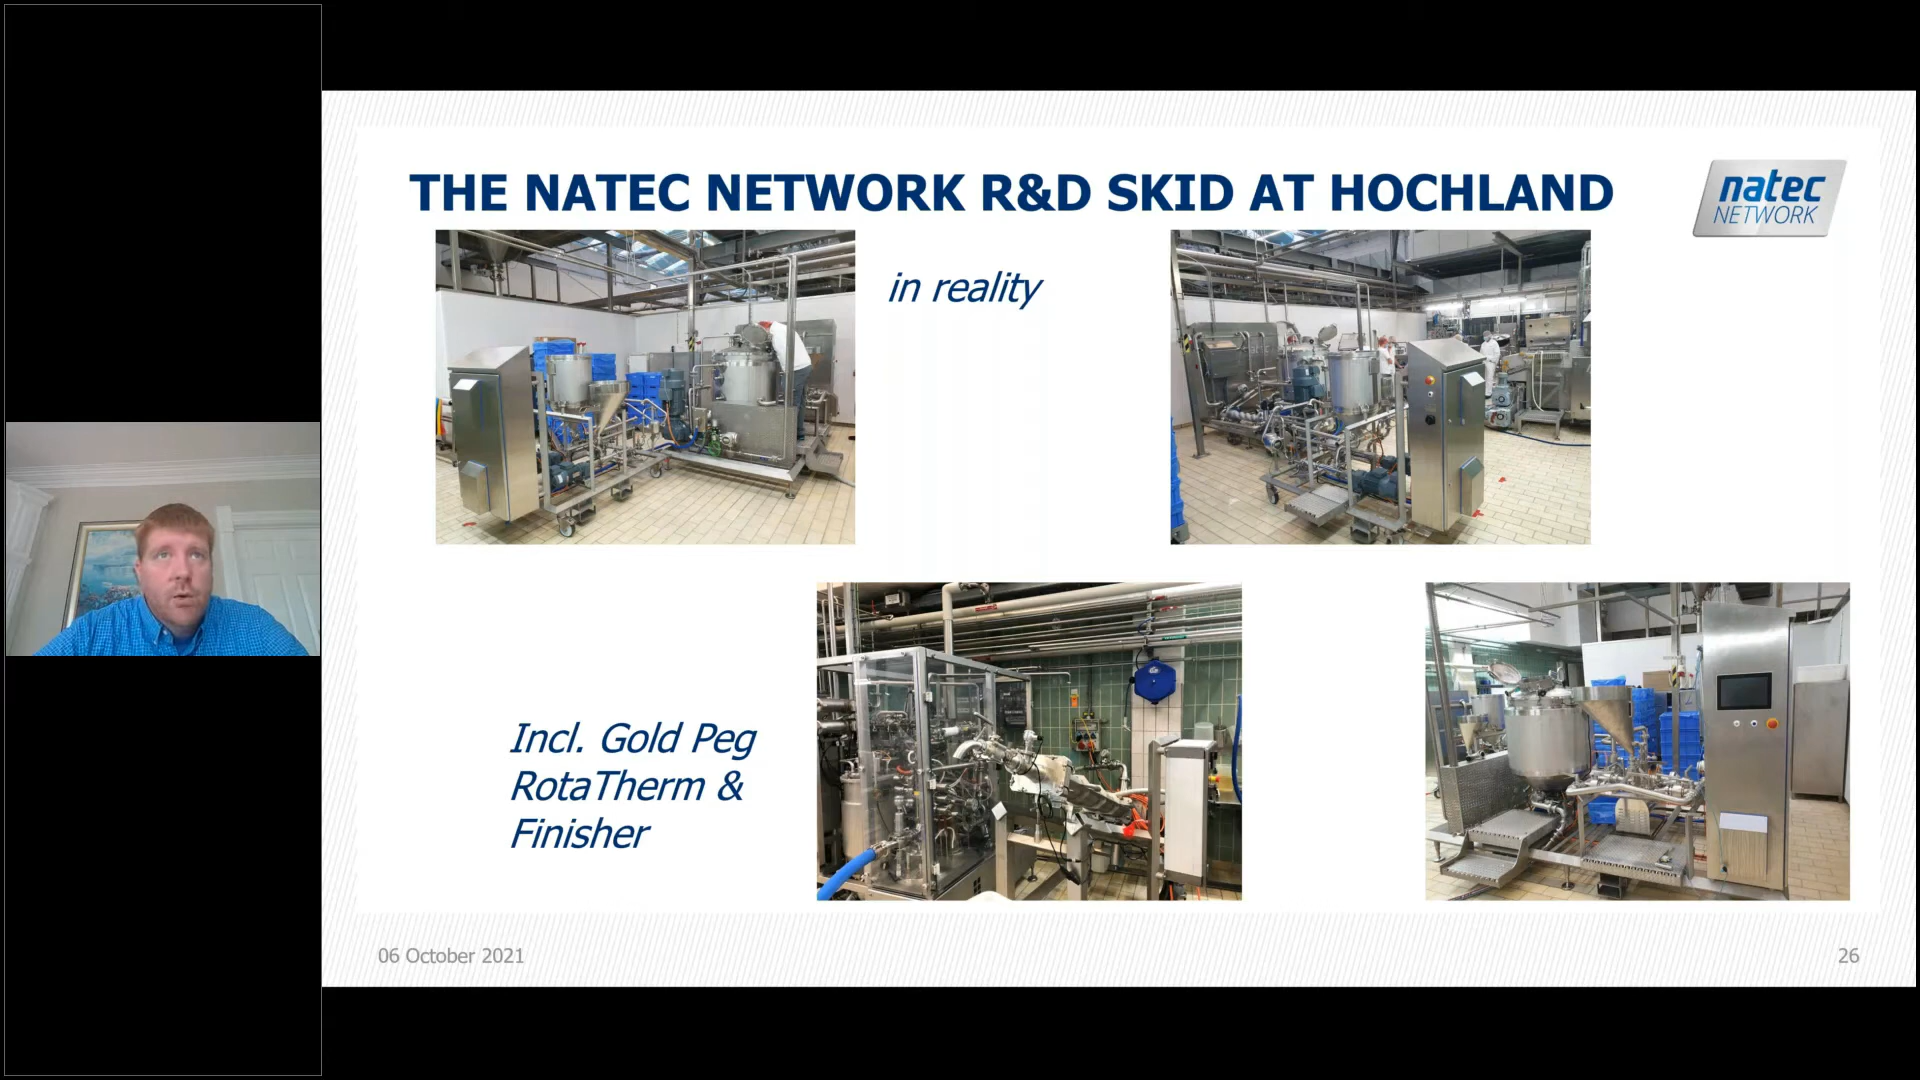 THE NATEC NETWORK R&D SKID AT HOCHLAND
natec
NETWORK
in reality
Incl. Gold Peg
RotaTherm &
Finisher
06 October 2021
26